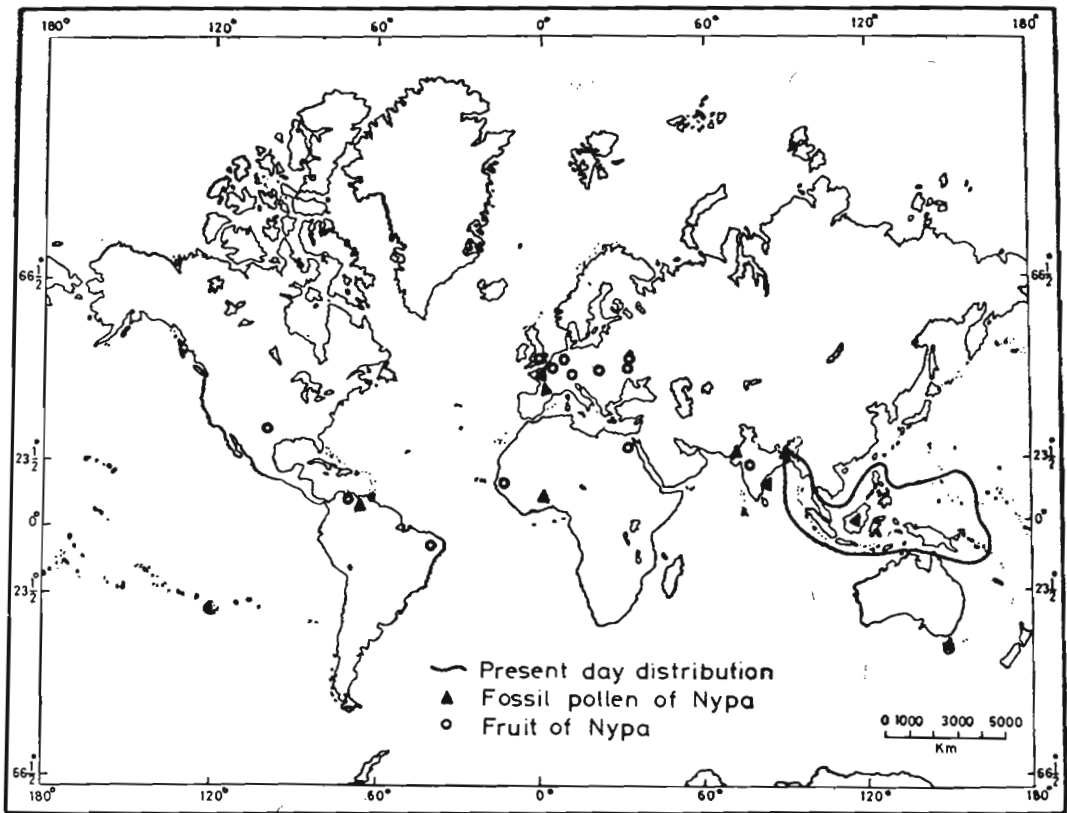 180° 120° 60° 0° 60° 120° 180°
66½° 66½°
23½° 23½°
0° 0°
23½° 23½°
Present day distribution
Fossil pollen of Nypa
Fruit of Nypa
0 1000 3000 5000
Km
66½° 66½°
180° 120° 60° 0° 60° 120° 180°